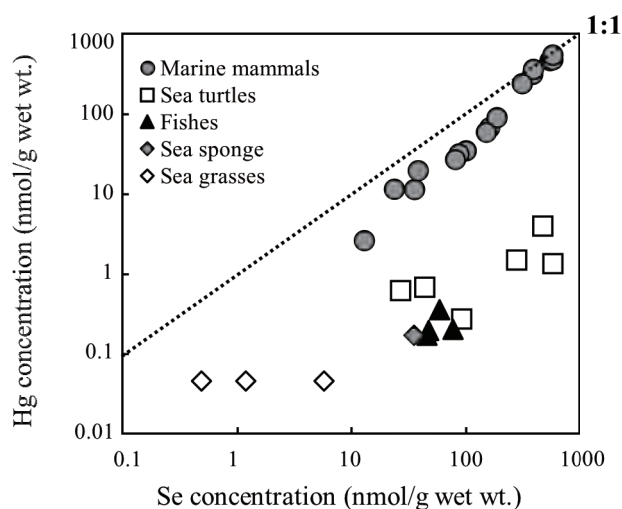 1:1
1000
100
10
1
0.1
0.01
Hg concentration (nmol/g wet wt.)
Marine mammals
Sea turtles
Fishes
Sea sponge
Sea grasses
0.1
1
10
100
1000
Se concentration (nmol/g wet wt.)